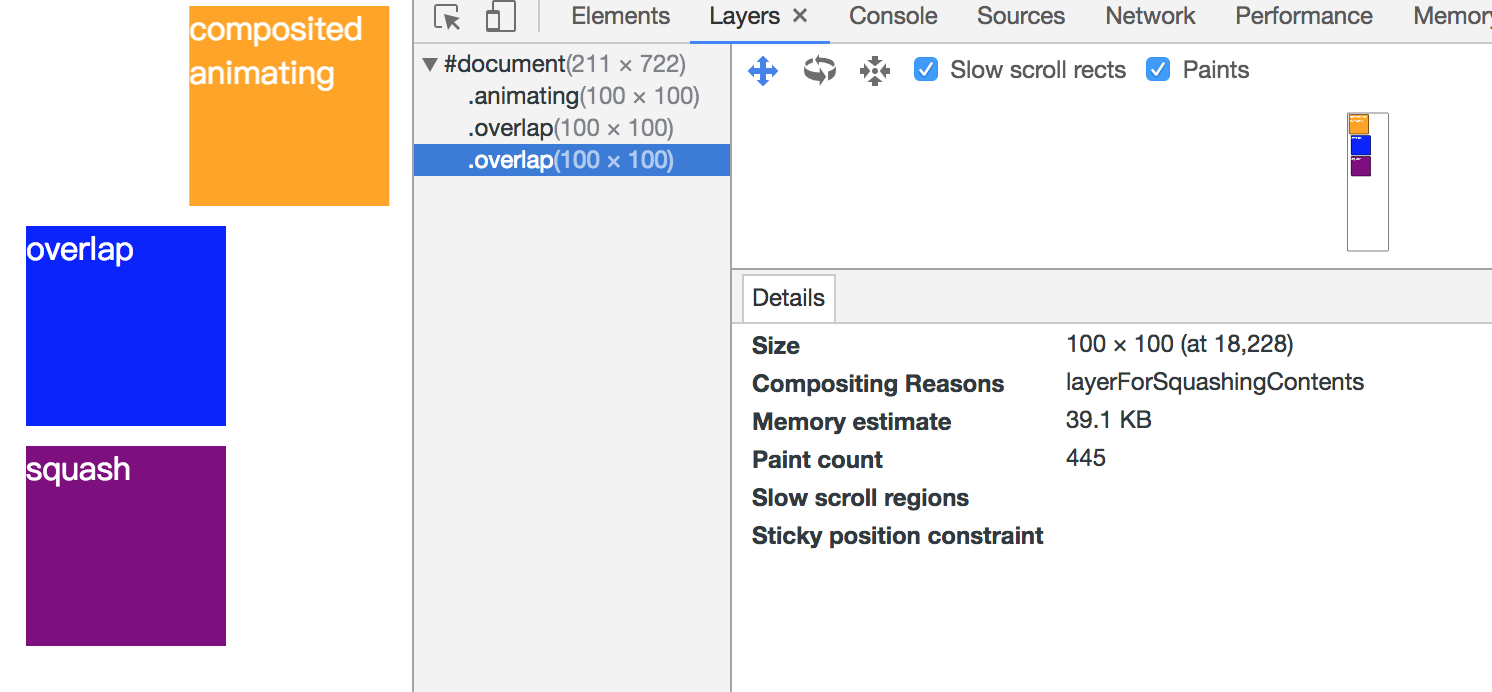 composited
animating
overlap
squash
Elements Layers × Console Sources Network Performance Memory
▼ #document(211 × 722)
.animating(100 × 100)
.overlap(100 × 100)
.overlap(100 × 100)
Slow scroll rects Paints
Details
Size 100 × 100 (at 18,228)
Compositing Reasons layerForSquashingContents
Memory estimate 39.1 KB
Paint count 445
Slow scroll regions
Sticky position constraint